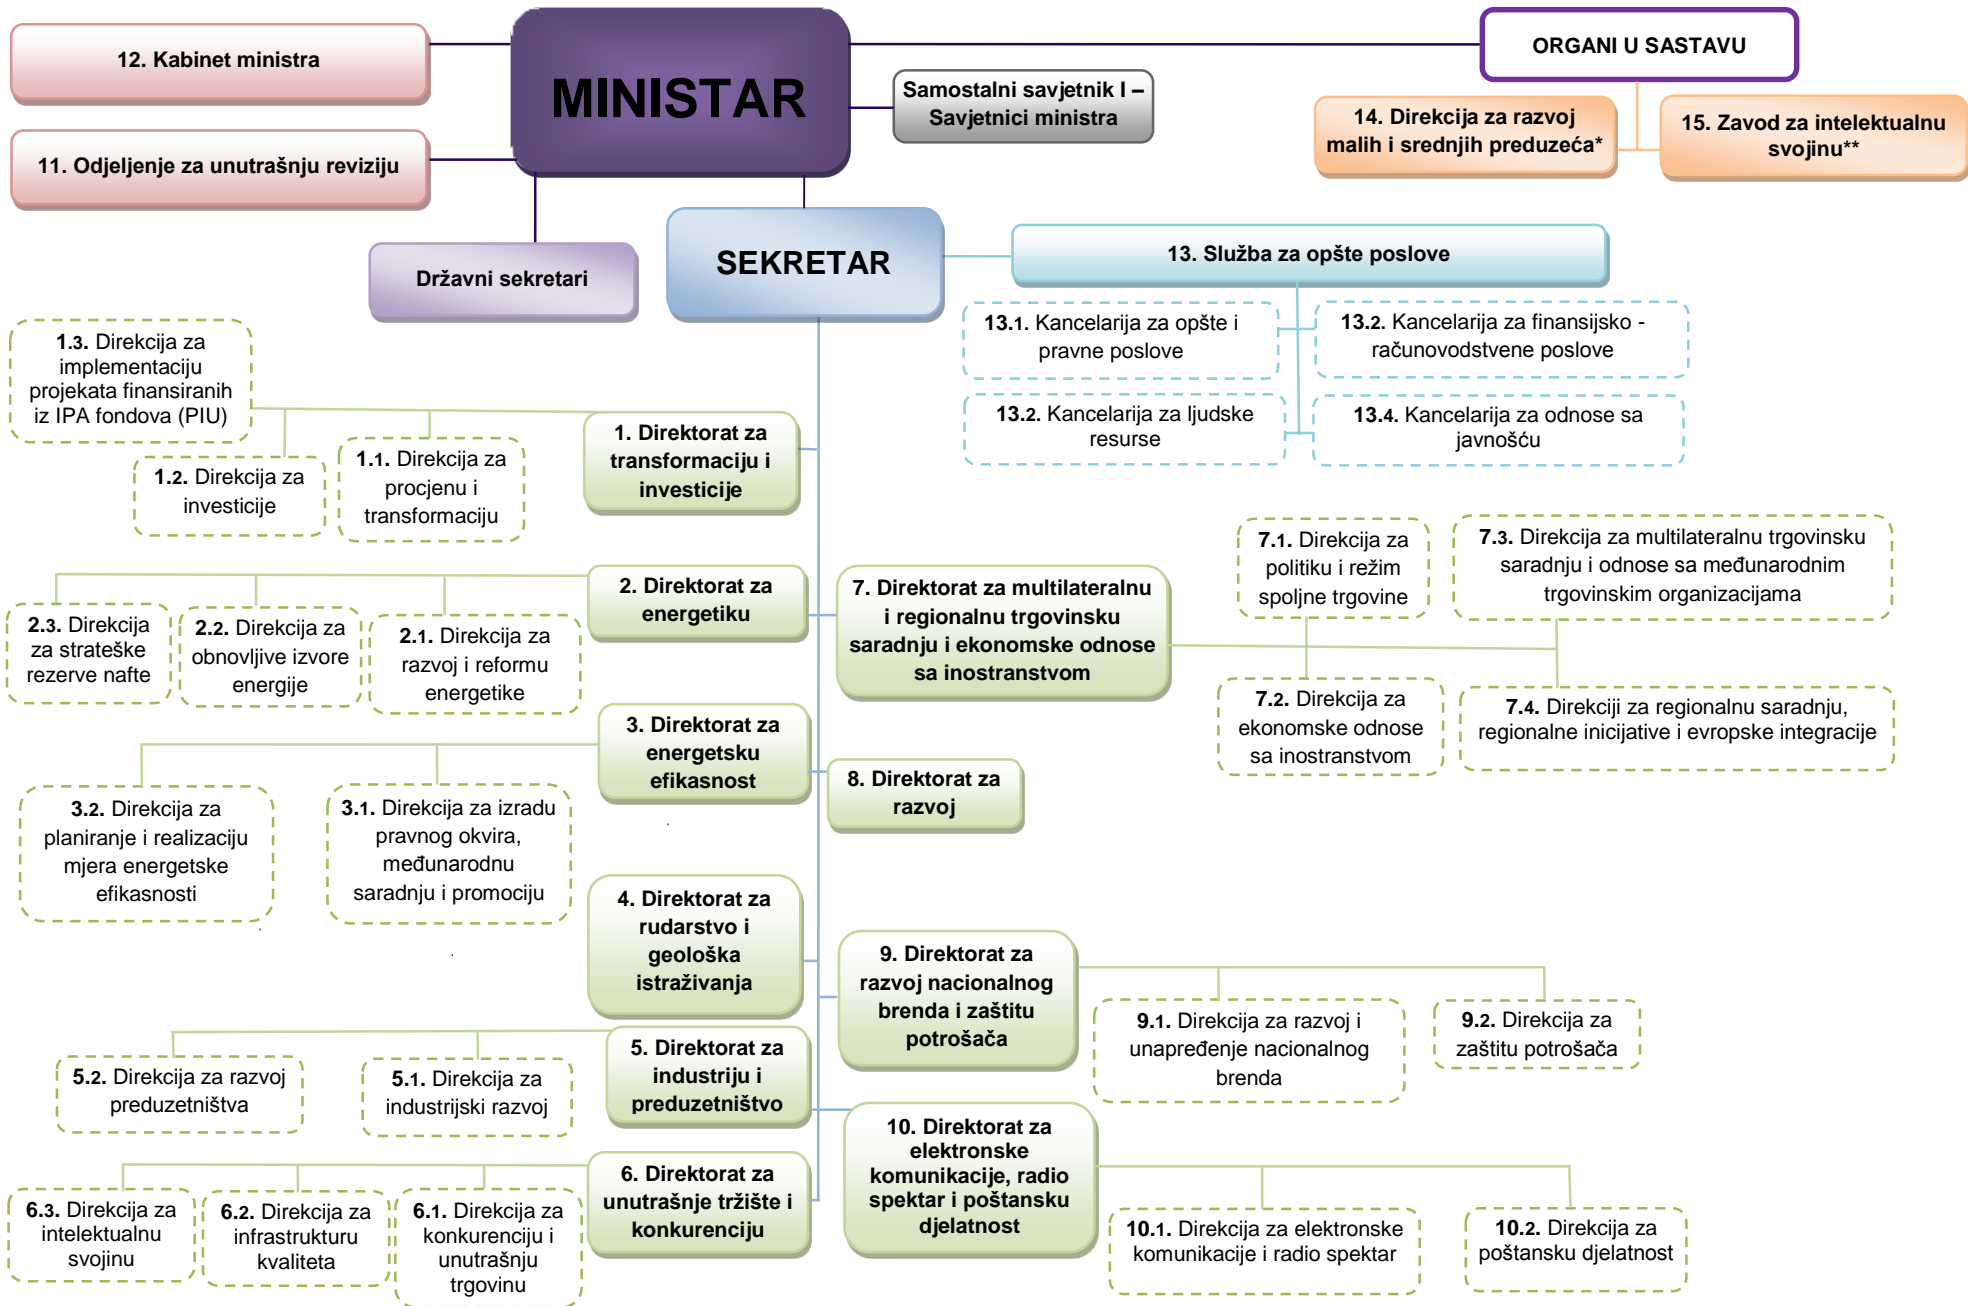 12. Kabinet ministra
MINISTAR
ORGANI U SASTAVU
Samostalni savjetnik I –
Savjetnici ministra
11. Odjeljenje za unutrašnju reviziju
14. Direkcija za razvoj
malih i srednjih preduzeća*
15. Zavod za intelektualnu
svojinu**
Državni sekretari
SEKRETAR
13. Služba za opšte poslove
13.1. Kancelarija za opšte i
pravne poslove
13.2. Kancelarija za finansijsko -
računovodstvene poslove
13.2. Kancelarija za ljudske
resurse
13.4. Kancelarija za odnose sa
javnošću
1.3. Direkcija za
implementaciju
projekata finansiranih
iz IPA fondova (PIU)
1.2. Direkcija za
investicije
1.1. Direkcija za
procjenu i
transformaciju
1. Direktorat za
transformaciju i
investicije
2. Direktorat za
energetiku
2.3. Direkcija
za strateške
rezerve nafte
2.2. Direkcija za
obnovljive izvore
energije
2.1. Direkcija za
razvoj i reformu
energetike
7. Direktorat za multilateralnu
i regionalnu trgovinsku
saradnju i ekonomske odnose
sa inostranstvom
7.1. Direkcija za
politiku i režim
spoljne trgovine
7.3. Direkcija za multilateralnu trgovinsku
saradnju i odnose sa međunarodnim
trgovinskim organizacijama
7.2. Direkcija za
ekonomske odnose
sa inostranstvom
7.4. Direkciji za regionalnu saradnju,
regionalne inicijative i evropske integracije
3. Direktorat za
energetsku
efikasnost
3.2. Direkcija za
planiranje i realizaciju
mjera energetske
efikasnosti
3.1. Direkcija za izradu
pravnog okvira,
međunarodnu
saradnju i promociju
8. Direktorat za
razvoj
4. Direktorat za
rudarstvo i
geološka
istraživanja
9. Direktorat za
razvoj nacionalnog
brenda i zaštitu
potrošača
9.1. Direkcija za razvoj i
unapređenje nacionalnog
brenda
9.2. Direkcija za
zaštitu potrošača
5. Direktorat za
industriju i
preduzetništvo
5.2. Direkcija za razvoj
preduzetništva
5.1. Direkcija za
industrijski razvoj
10. Direktorat za
elektronske
komunikacije, radio
spektar i poštansku
djelatnost
10.1. Direkcija za elektronske
komunikacije i radio spektar
10.2. Direkcija za
poštansku djelatnost
6. Direktorat za
unutrašnje tržište i
konkurenciju
6.3. Direkcija za
intelektualnu
svojinu
6.2. Direkcija za
infrastrukturu
kvaliteta
6.1. Direkcija za
konkurenciju i
unutrašnju
trgovinu